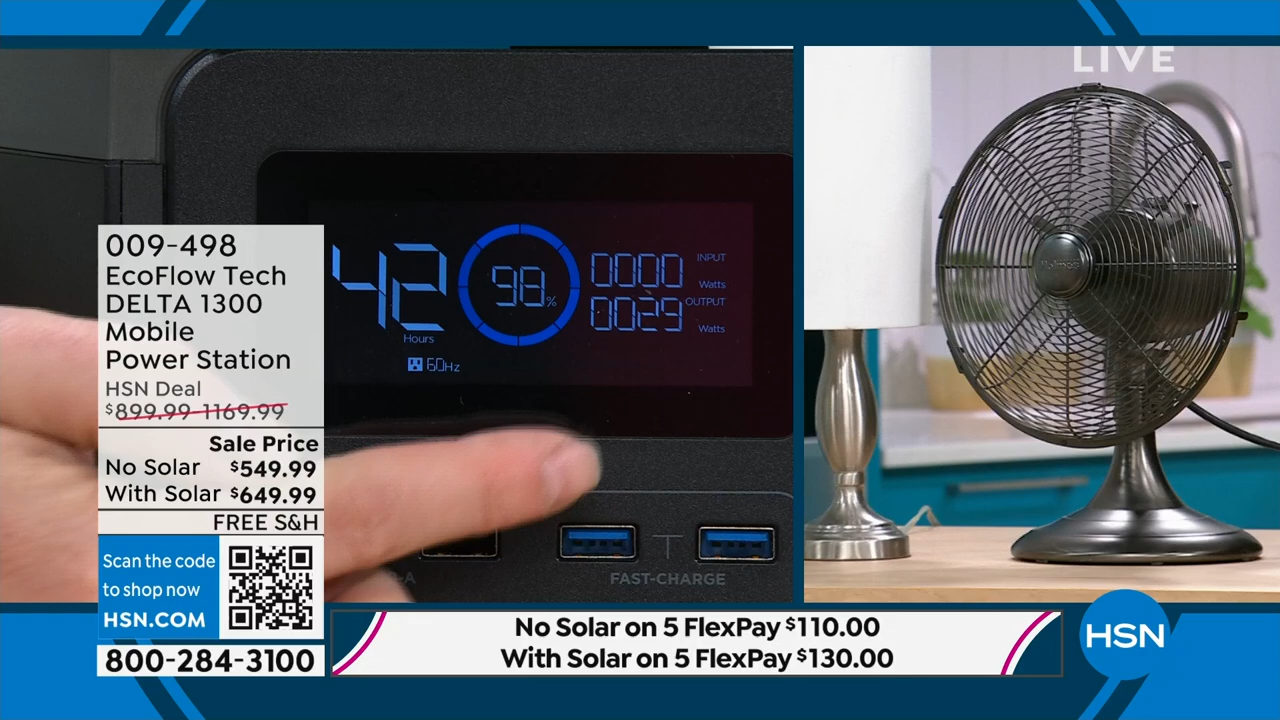 LIVE
009-498
EcoFlow Tech
DELTA 1300
Mobile
Power Station
HSN Deal
$899.99-1169.99
Sale Price
No Solar $549.99
With Solar $649.99
FREE S&H
Scan the code
to shop now
HSN.COM
800-284-3100
42
Hours
60Hz
98%
0000 INPUT
Watts
0029 OUTPUT
Watts
-A
FAST-CHARGE
No Solar on 5 FlexPay $110.00
With Solar on 5 FlexPay $130.00
HSN